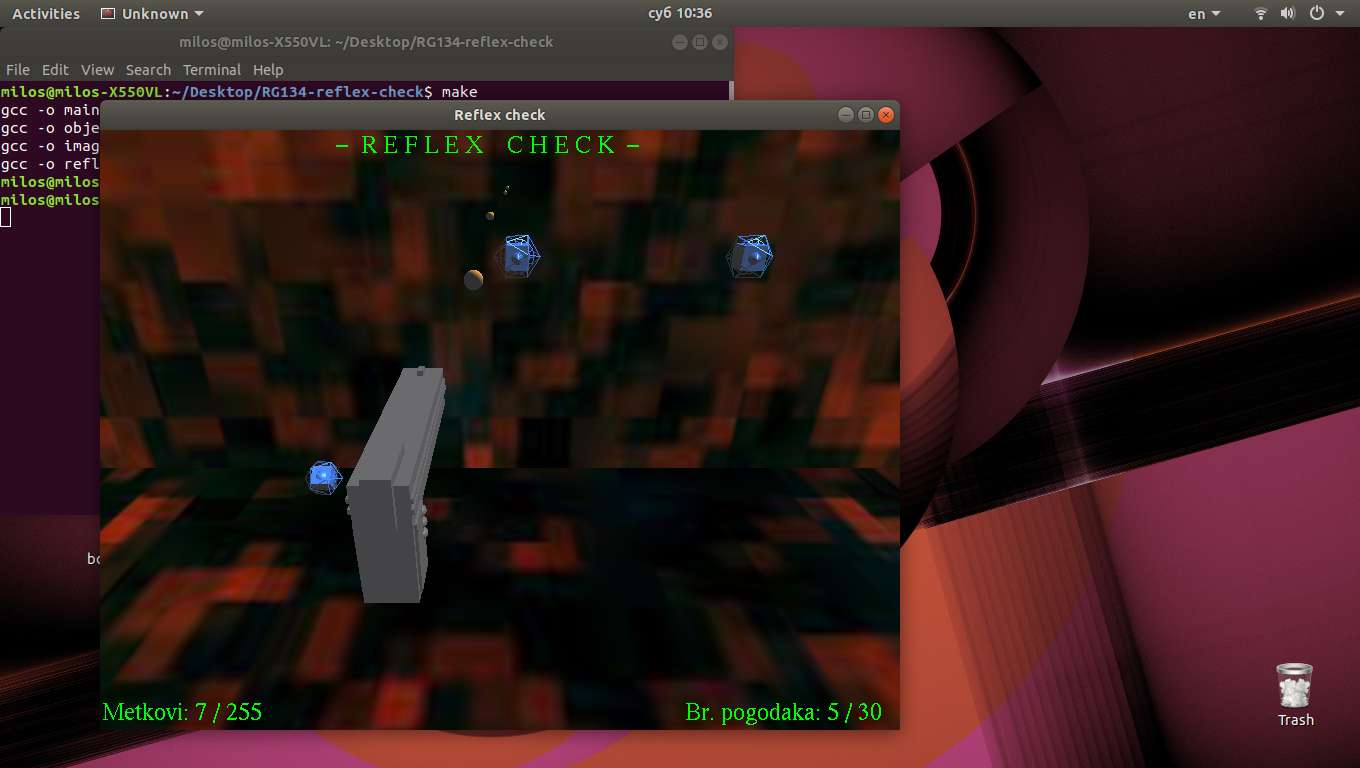 Activities Unknown суб 10:36 en
milos@milos-X550VL: ~/Desktop/RG134-reflex-check
File Edit View Search Terminal Help
milos@milos-X550VL:~/Desktop/RG134-reflex-check$ make
gcc -o main
gcc -o obje
gcc -o imag
gcc -o refl
milos@milos
milos@milos
Reflex check
– REFLEX CHECK –
Metkovi: 7 / 255
Br. pogodaka: 5 / 30
Trash